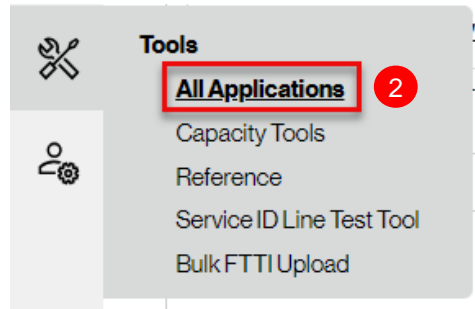 Tools
All Applications 2
Capacity Tools
Reference
Service ID Line Test Tool
Bulk FTTI Upload